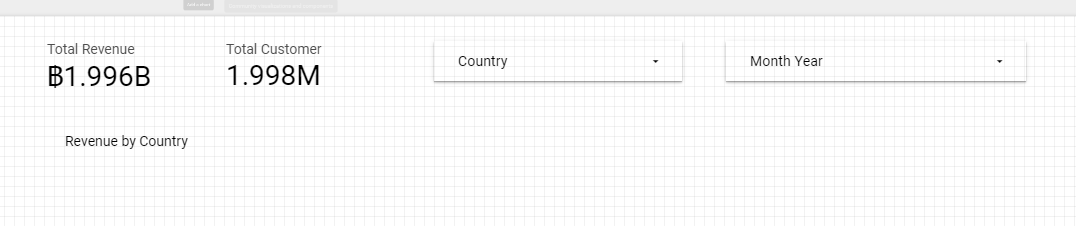 Total Revenue
฿1.996B
Total Customer
1.998M
Country
Month Year
Revenue by Country